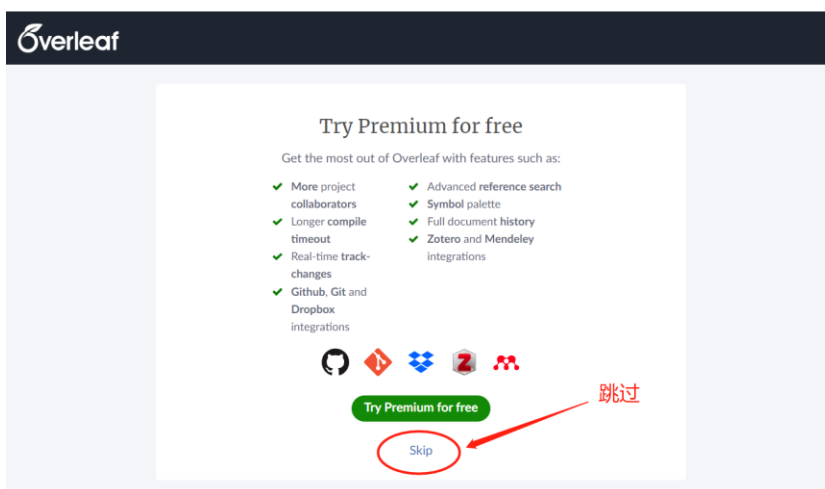 Overleaf
Try Premium for free
Get the most out of Overleaf with features such as:
More project
collaborators
Longer compile
timeout
Real-time track-
changes
Github, Git and
Dropbox
integrations
Advanced reference search
Symbol palette
Full document history
Zotero and Mendeley
integrations
Z
Try Premium for free
跳过
Skip